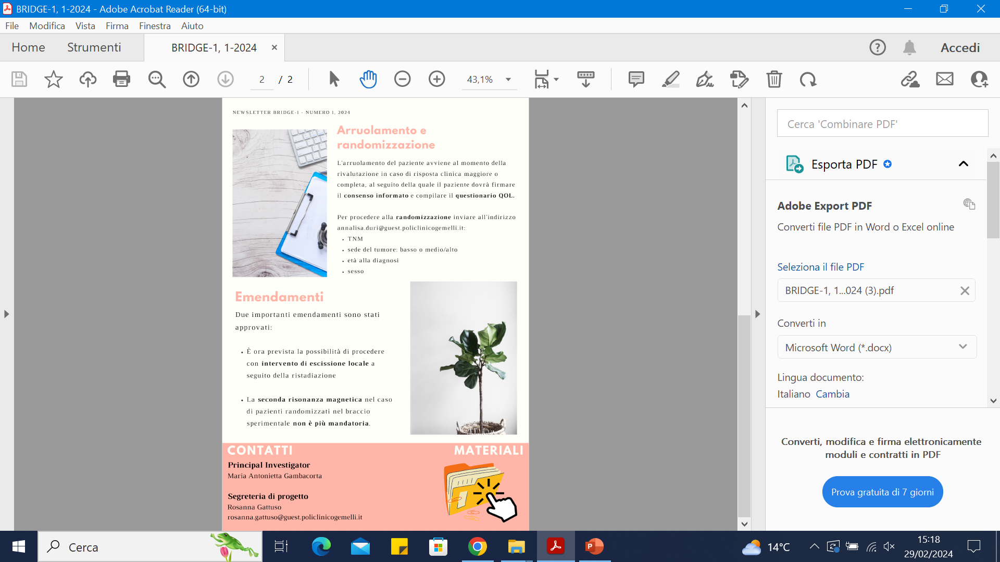 BRIDGE-1, 1-2024 - Adobe Acrobat Reader (64-bit)
File Modifica Vista Firma Finestra Aiuto
Home Strumenti BRIDGE-1, 1-2024 × Accedi
2 / 2 43,1%
NEWSLETTER BRIDGE-1 - NUMERO 1, 2024
Arruolamento e
randomizzazione
L'arruolamento del paziente avviene al momento della
rivalutazione in caso di risposta clinica maggiore o
completa, al seguito della quale il paziente dovrà firmare
il consenso informato e compilare il questionario QOL.
Per procedere alla randomizzazione inviare all'indirizzo
annalisa.duri@guest.policlinicogemelli.it:
• TNM
• sede del tumore: basso o medio/alto
• età alla diagnosi
• sesso
Emendamenti
Due importanti emendamenti sono stati
approvati:
• È ora prevista la possibilità di procedere
con intervento di escissione locale a
seguito della ristadiazione
• La seconda risonanza magnetica nel caso
di pazienti randomizzati nel braccio
sperimentale non è più mandatoria.
CONTATTI
Principal Investigator
Maria Antonietta Gambacorta
Segreteria di progetto
Rosanna Gattuso
rosanna.gattuso@guest.policlinicogemelli.it
MATERIALI
Cerca 'Combinare PDF'
Esporta PDF
Adobe Export PDF
Converti file PDF in Word o Excel online
Seleziona il file PDF
BRIDGE-1, 1...024 (3).pdf
Converti in
Microsoft Word (*.docx)
Lingua documento:
Italiano Cambia
Converti, modifica e firma elettronicamente
moduli e contratti in PDF
Prova gratuita di 7 giorni
Cerca
14°C
15:18
29/02/2024